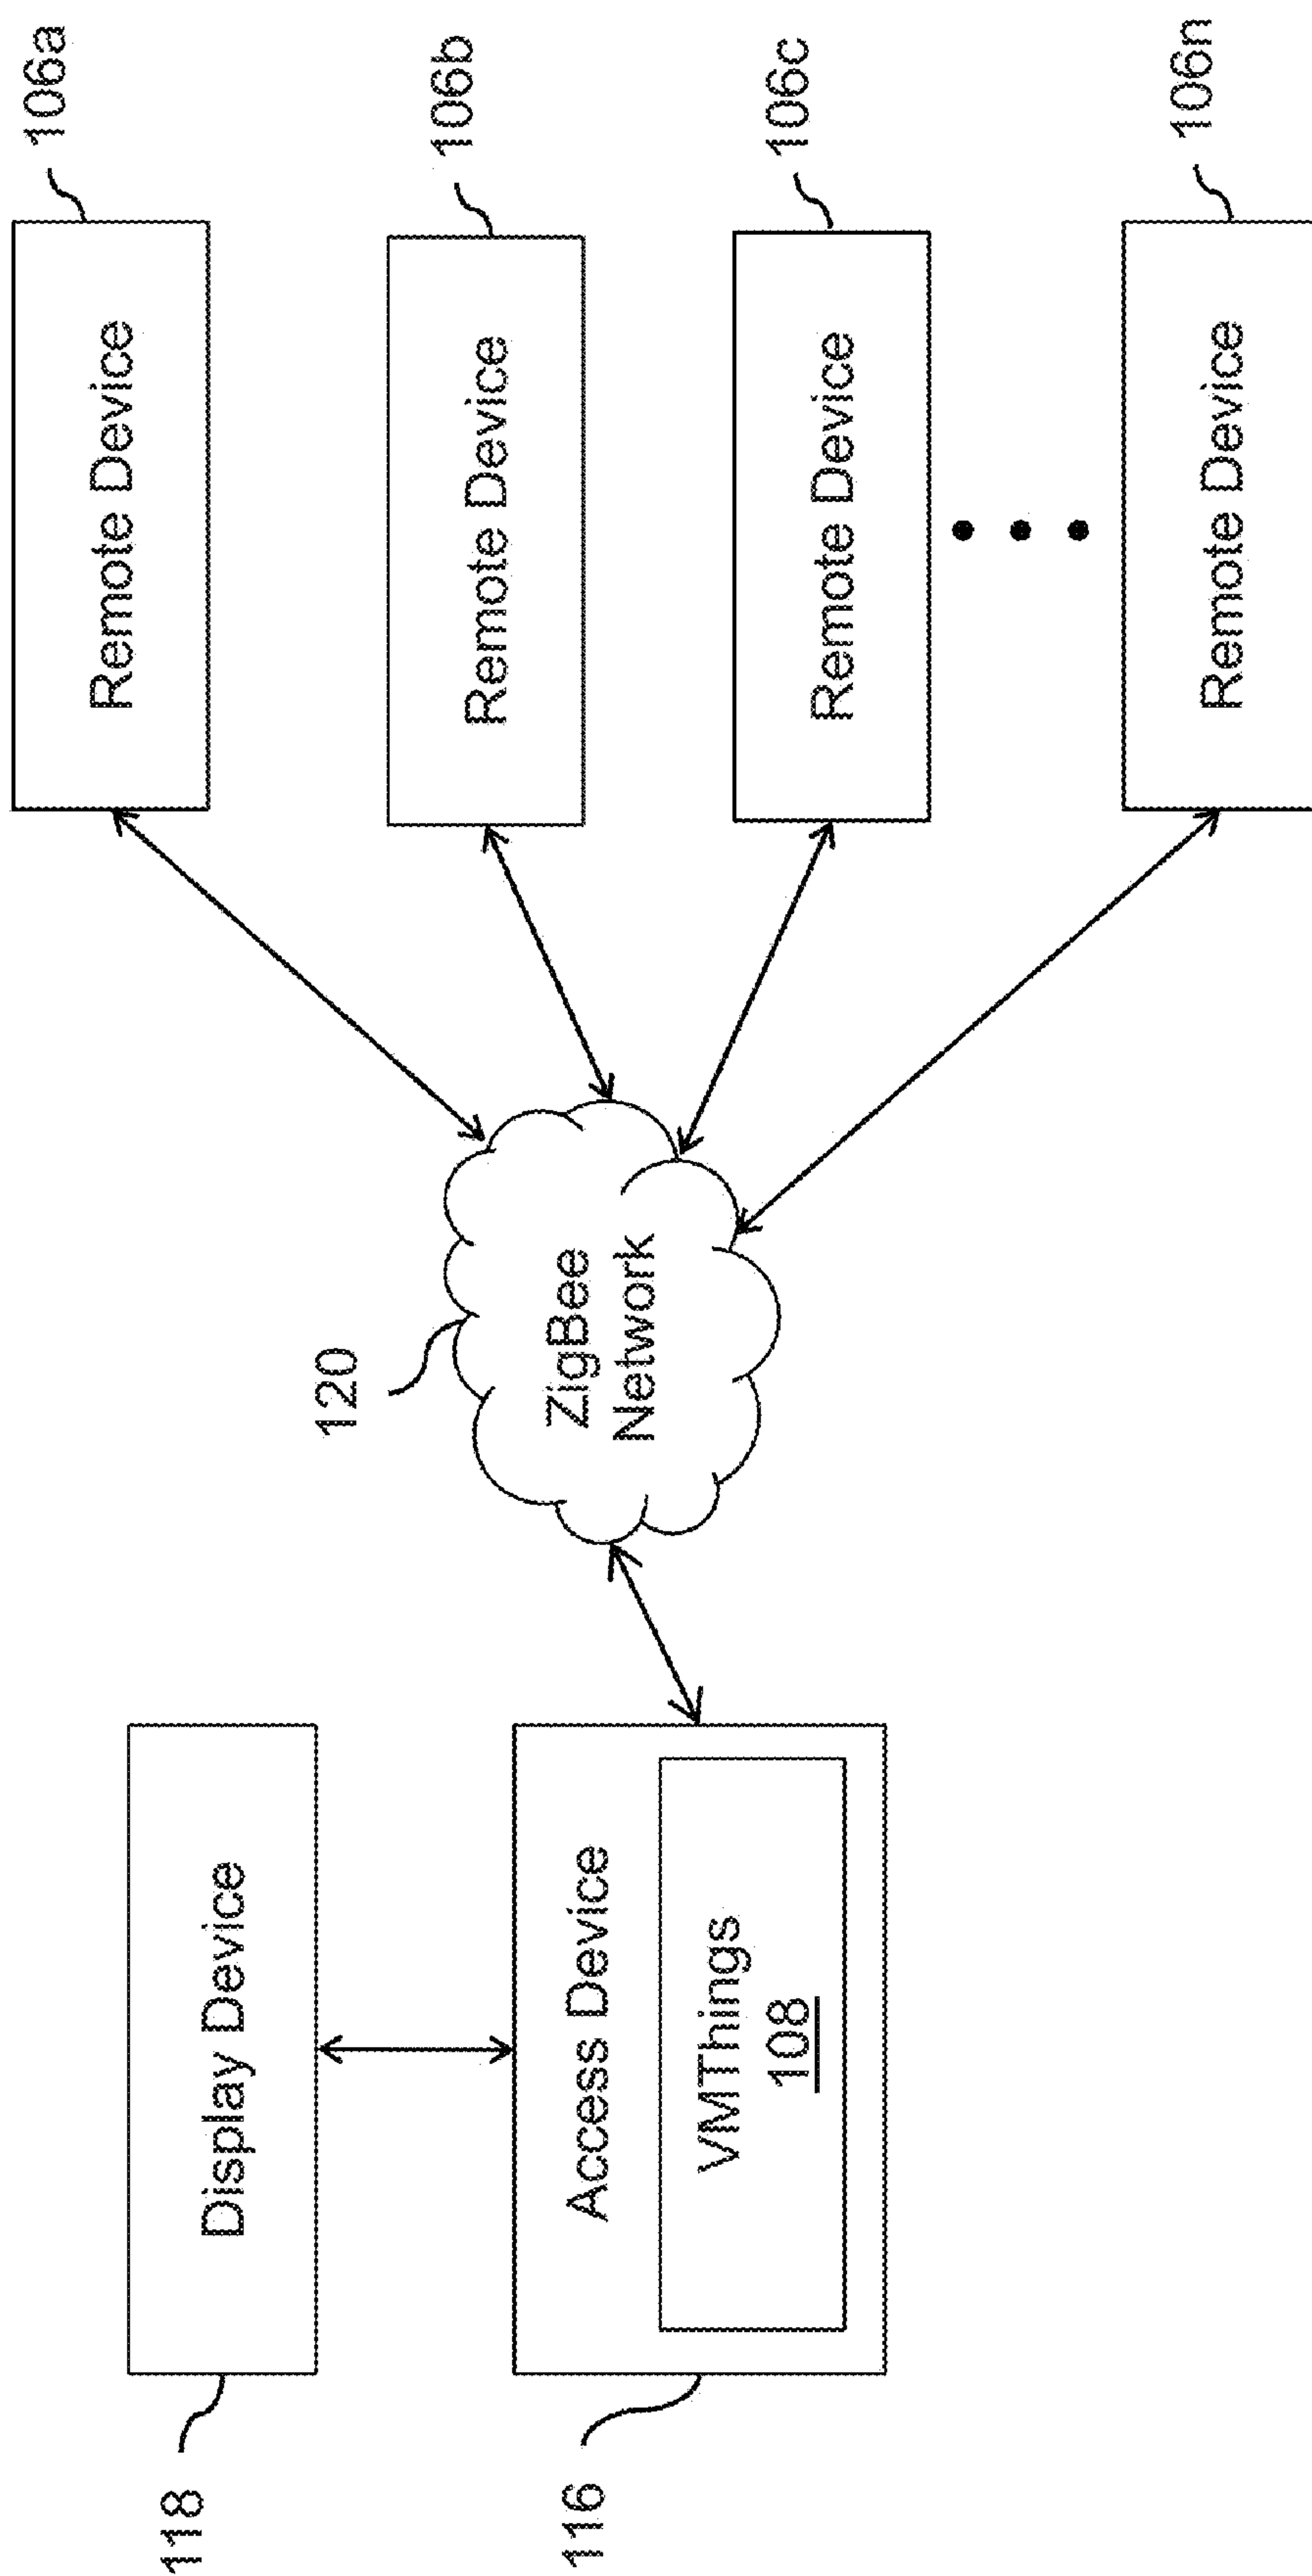 118
Display Device
116
Access Device
VMThings
108
120
ZigBee
Network
106a
Remote Device
106b
Remote Device
106c
Remote Device
106n
Remote Device